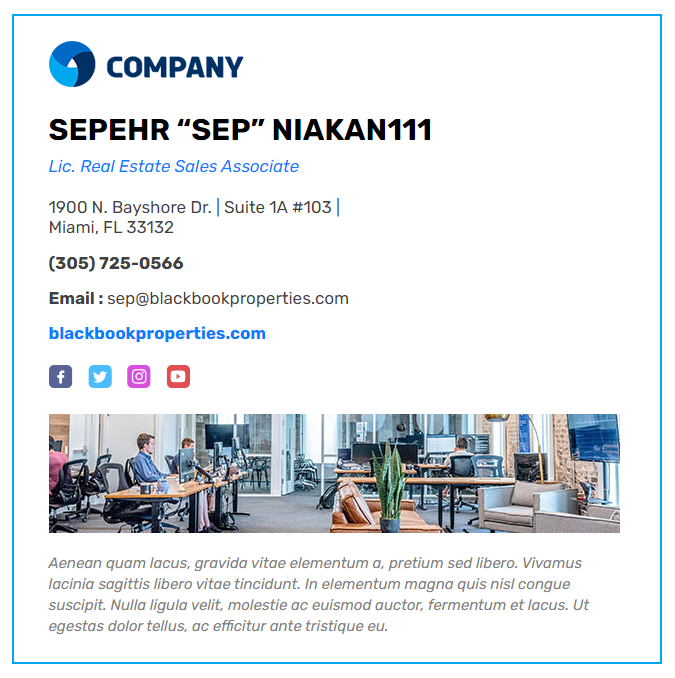 COMPANY
SEPEHR “SEP” NIAKAN111
Lic. Real Estate Sales Associate
1900 N. Bayshore Dr. | Suite 1A #103 |
Miami, FL 33132
(305) 725-0566
Email : sep@blackbookproperties.com
blackbookproperties.com
Aenean quam lacus, gravida vitae elementum a, pretium sed libero. Vivamus
lacinia sagittis libero vitae tincidunt. In elementum magna quis nisl congue
suscipit. Nulla ligula velit, molestie ac euismod auctor, fermentum et lacus. Ut
egestas dolor tellus, ac efficitur ante tristique eu.